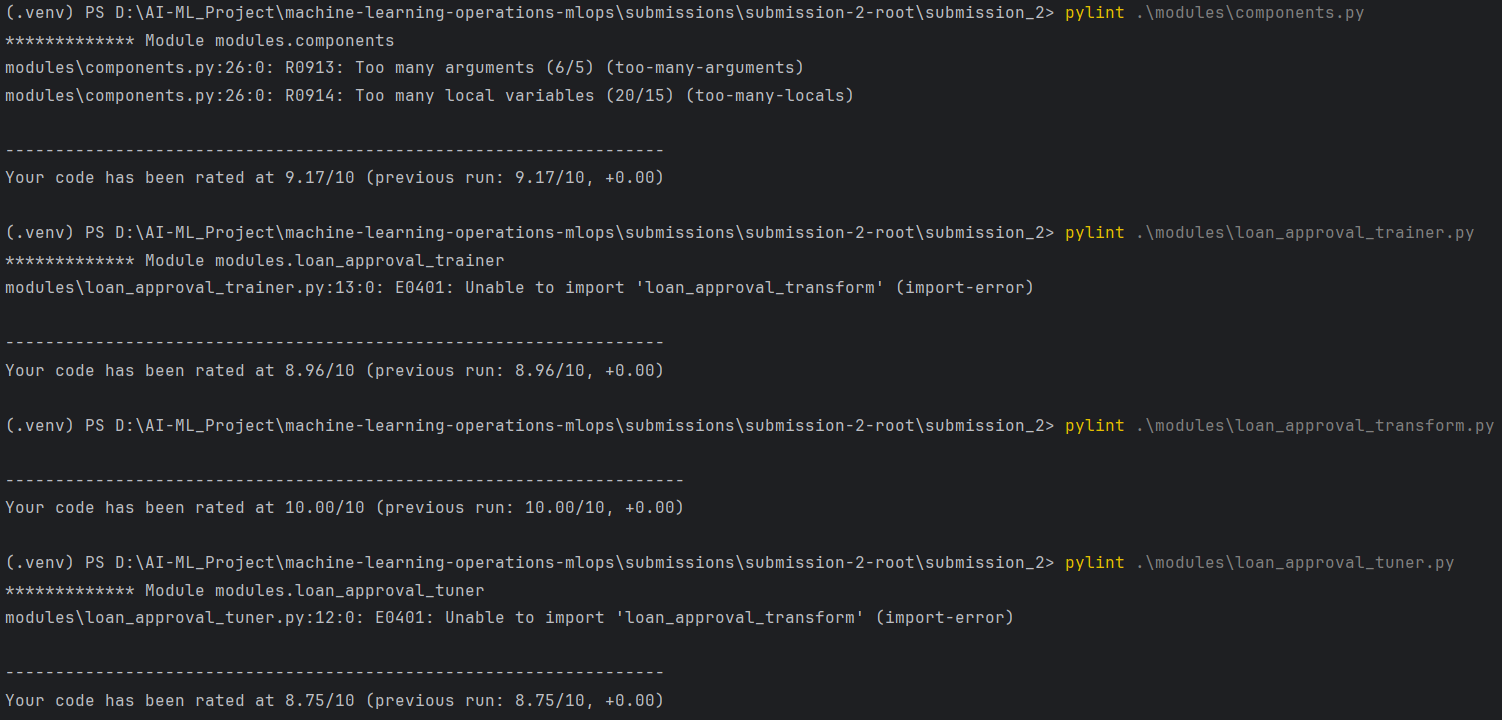 (.venv) PS D:\AI-ML_Project\machine-learning-operations-mlops\submissions\submission-2-root\submission_2> pylint .\modules\components.py
************* Module modules.components
modules\components.py:26:0: R0913: Too many arguments (6/5) (too-many-arguments)
modules\components.py:26:0: R0914: Too many local variables (20/15) (too-many-locals)
------------------------------------------------------------------
Your code has been rated at 9.17/10 (previous run: 9.17/10, +0.00)
(.venv) PS D:\AI-ML_Project\machine-learning-operations-mlops\submissions\submission-2-root\submission_2> pylint .\modules\loan_approval_trainer.py
************* Module modules.loan_approval_trainer
modules\loan_approval_trainer.py:13:0: E0401: Unable to import 'loan_approval_transform' (import-error)
------------------------------------------------------------------
Your code has been rated at 8.96/10 (previous run: 8.96/10, +0.00)
(.venv) PS D:\AI-ML_Project\machine-learning-operations-mlops\submissions\submission-2-root\submission_2> pylint .\modules\loan_approval_transform.py
--------------------------------------------------------------------
Your code has been rated at 10.00/10 (previous run: 10.00/10, +0.00)
(.venv) PS D:\AI-ML_Project\machine-learning-operations-mlops\submissions\submission-2-root\submission_2> pylint .\modules\loan_approval_tuner.py
************* Module modules.loan_approval_tuner
modules\loan_approval_tuner.py:12:0: E0401: Unable to import 'loan_approval_transform' (import-error)
------------------------------------------------------------------
Your code has been rated at 8.75/10 (previous run: 8.75/10, +0.00)